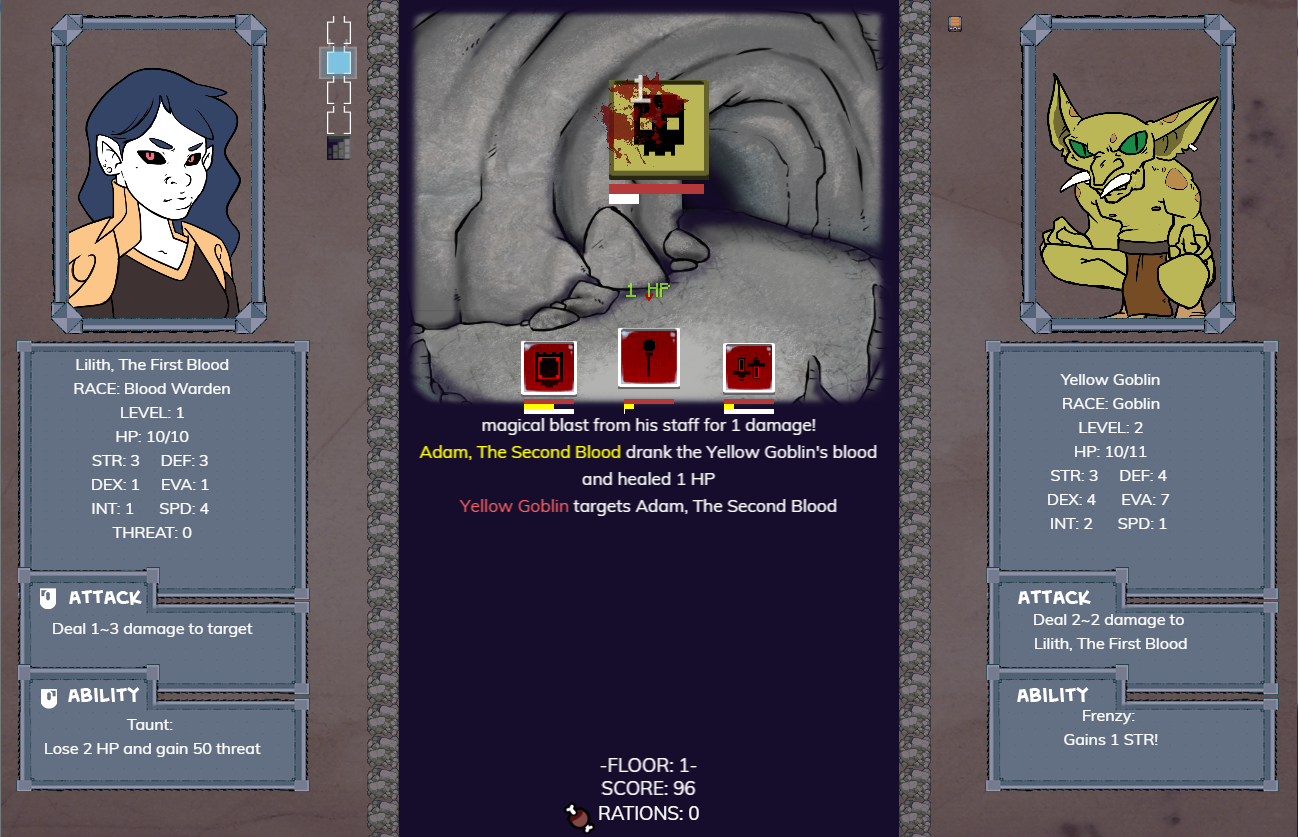 Lilith, The First Blood
RACE: Blood Warden
LEVEL: 1
HP: 10/10
STR: 3 DEF: 3
DEX: 1 EVA: 1
INT: 1 SPD: 4
THREAT: 0
ATTACK
Deal 1~3 damage to target
ABILITY
Taunt:
Lose 2 HP and gain 50 threat
1
1 HP
magical blast from his staff for 1 damage!
Adam, The Second Blood drank the Yellow Goblin's blood
and healed 1 HP
Yellow Goblin targets Adam, The Second Blood
-FLOOR: 1-
SCORE: 96
RATIONS: 0
Yellow Goblin
RACE: Goblin
LEVEL: 2
HP: 10/11
STR: 3 DEF: 4
DEX: 4 EVA: 7
INT: 2 SPD: 1
ATTACK
Deal 2~2 damage to
Lilith, The First Blood
ABILITY
Frenzy:
Gains 1 STR!